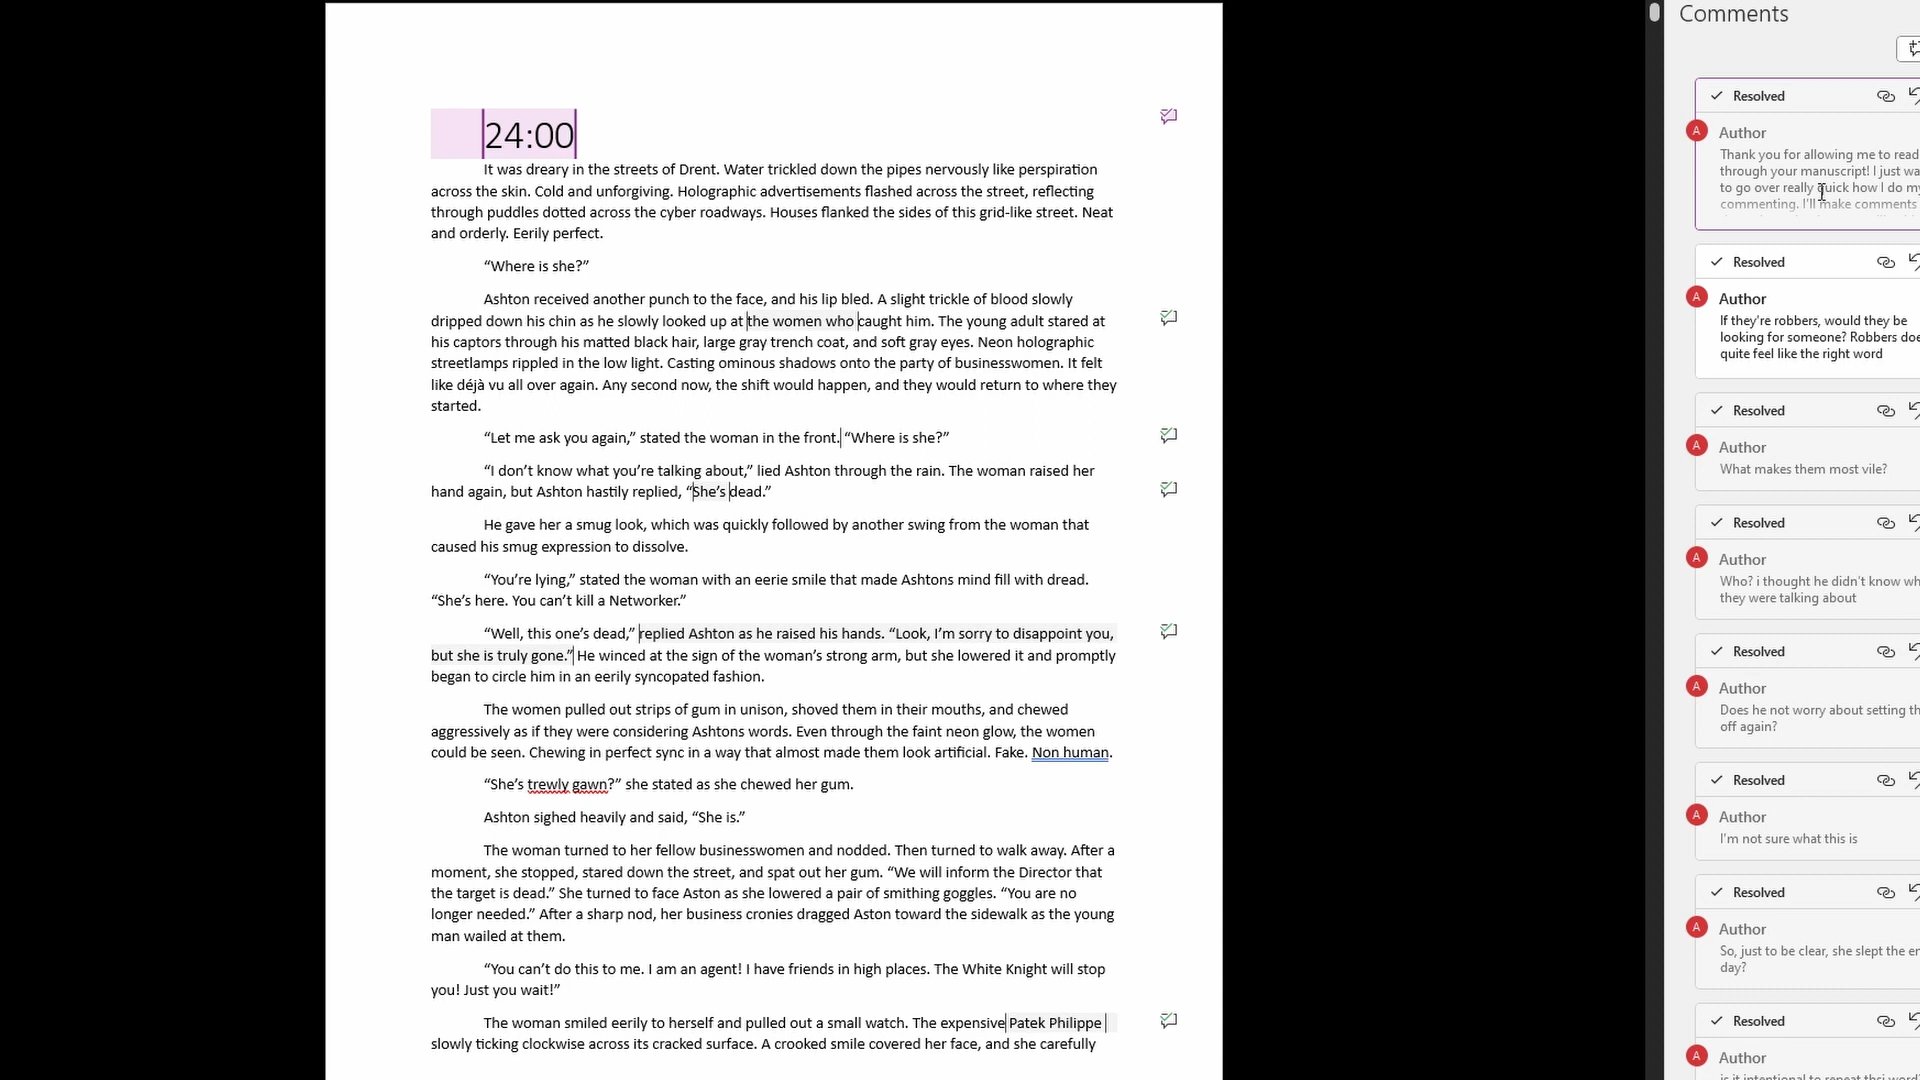 24:00
It was dreary in the streets of Drent. Water trickled down the pipes nervously like perspiration
across the skin. Cold and unforgiving. Holographic advertisements flashed across the street, reflecting
through puddles dotted across the cyber roadways. Houses flanked the sides of this grid-like street. Neat
and orderly. Eerily perfect.
“Where is she?”
Ashton received another punch to the face, and his lip bled. A slight trickle of blood slowly
dripped down his chin as he slowly looked up at the women who caught him. The young adult stared at
his captors through his matted black hair, large gray trench coat, and soft gray eyes. Neon holographic
streetlamps rippled in the low light. Casting ominous shadows onto the party of businesswomen. It felt
like déjà vu all over again. Any second now, the shift would happen, and they would return to where they
started.
“Let me ask you again,” stated the woman in the front. “Where is she?”
“I don’t know what you’re talking about,” lied Ashton through the rain. The woman raised her
hand again, but Ashton hastily replied, “She’s dead.”
He gave her a smug look, which was quickly followed by another swing from the woman that
caused his smug expression to dissolve.
“You’re lying,” stated the woman with an eerie smile that made Ashtons mind fill with dread.
“She’s here. You can’t kill a Networker.”
“Well, this one’s dead,” replied Ashton as he raised his hands. “Look, I’m sorry to disappoint you,
but she is truly gone.” He winced at the sign of the woman’s strong arm, but she lowered it and promptly
began to circle him in an eerily syncopated fashion.
The women pulled out strips of gum in unison, shoved them in their mouths, and chewed
aggressively as if they were considering Ashtons words. Even through the faint neon glow, the women
could be seen. Chewing in perfect sync in a way that almost made them look artificial. Fake. Non human.
“She’s trewly gawn?” she stated as she chewed her gum.
Ashton sighed heavily and said, “She is.”
The woman turned to her fellow businesswomen and nodded. Then turned to walk away. After a
moment, she stopped, stared down the street, and spat out her gum. “We will inform the Director that
the target is dead.” She turned to face Aston as she lowered a pair of smithing goggles. “You are no
longer needed.” After a sharp nod, her business cronies dragged Aston toward the sidewalk as the young
man wailed at them.
“You can’t do this to me. I am an agent! I have friends in high places. The White Knight will stop
you! Just you wait!”
The woman smiled eerily to herself and pulled out a small watch. The expensive Patek Philippe
slowly ticking clockwise across its cracked surface. A crooked smile covered her face, and she carefully
Comments
Resolved
A Author
Thank you for allowing me to read
through your manuscript! I just wa
to go over really quick how I do my
commenting. I'll make comments
Resolved
A Author
If they're robbers, would they be
looking for someone? Robbers doe
quite feel like the right word
Resolved
A Author
What makes them most vile?
Resolved
A Author
Who? i thought he didn't know wh
they were talking about
Resolved
A Author
Does he not worry about setting th
off again?
Resolved
A Author
I'm not sure what this is
Resolved
A Author
So, just to be clear, she slept the en
day?
Resolved
A Author
is it intentional to repeat thsi word